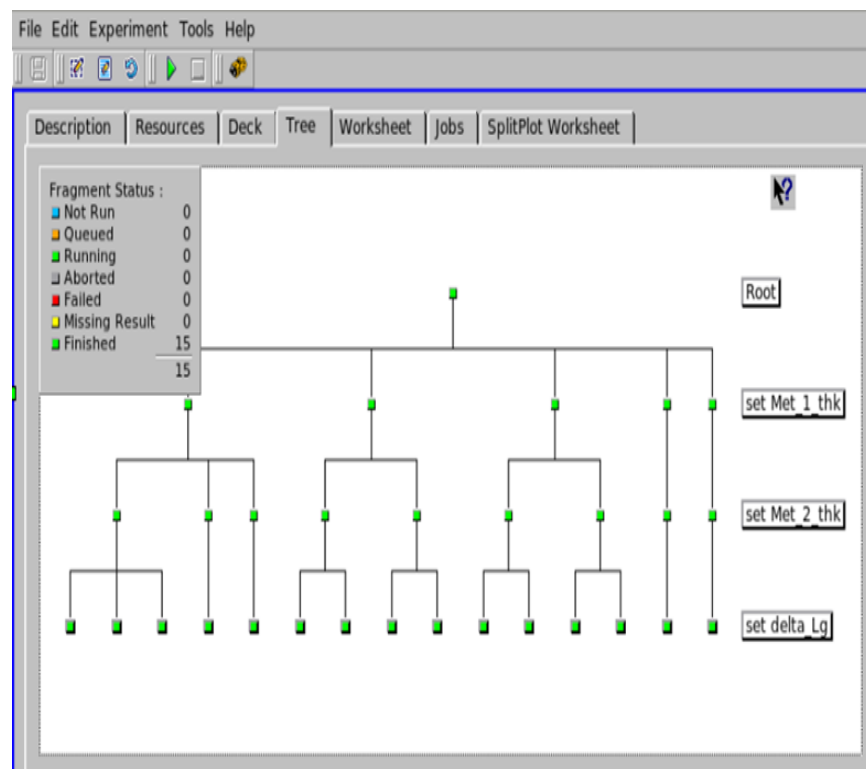 File Edit Experiment Tools Help
Description Resources Deck Tree Worksheet Jobs SplitPlot Worksheet
Fragment Status :
Not Run 0
Queued 0
Running 0
Aborted 0
Failed 0
Missing Result 0
Finished 15
15
?
Root
set Met_1_thk
set Met_2_thk
set delta_Lg